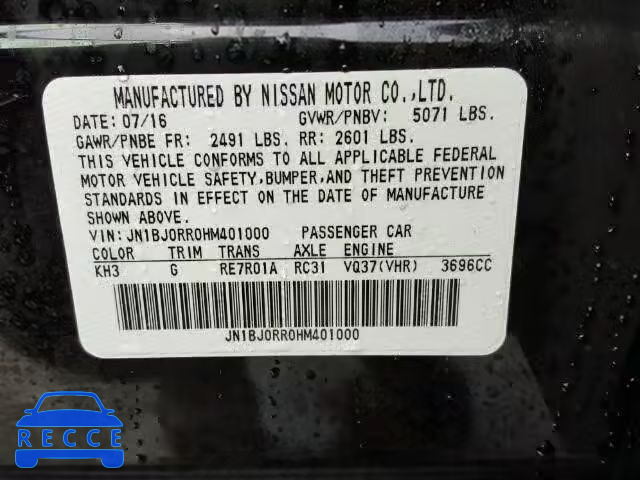 MANUFACTURED BY NISSAN MOTOR CO.,LTD.
DATE: 07/16 GVWR/PNBV: 5071 LBS.
GAWR/PNBE FR: 2491 LBS. RR: 2601 LBS.
THIS VEHICLE CONFORMS TO ALL APPLICABLE FEDERAL
MOTOR VEHICLE SAFETY,BUMPER,AND THEFT PREVENTION
STANDARDS IN EFFECT ON THE DATE OF MANUFACTURE
SHOWN ABOVE.
VIN: JN1BJ0RR0HM401000 PASSENGER CAR
COLOR TRIM TRANS AXLE ENGINE
KH3 G RE7R01A RC31 VQ37(VHR) 3696CC
JN1BJ0RR0HM401000
RECCE